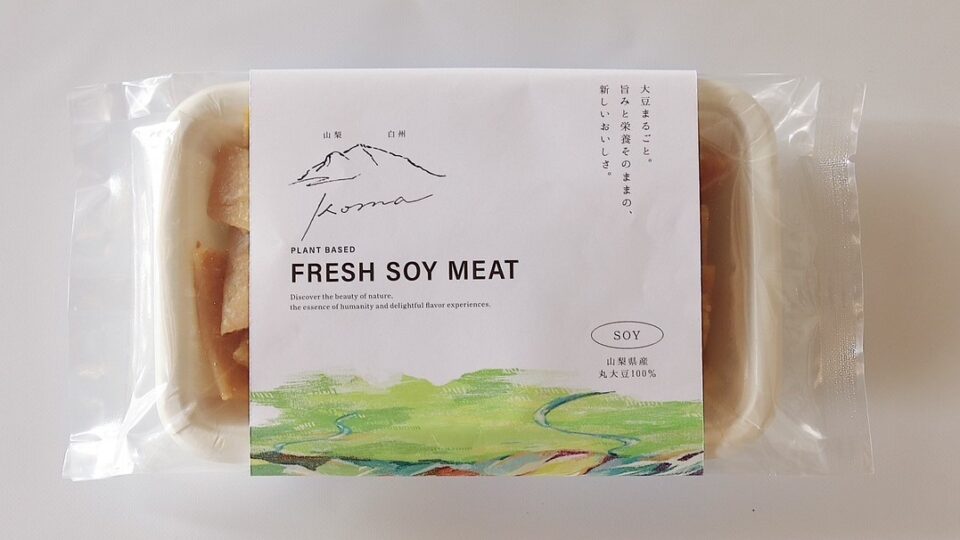 大豆まるごと。
旨みと栄養そのままの、
新しいおいしさ。
山梨 白州
Koma
PLANT BASED
FRESH SOY MEAT
Discover the beauty of nature,
the essence of humanity and delightful flavor experiences.
SOY
山梨県産
丸大豆100%